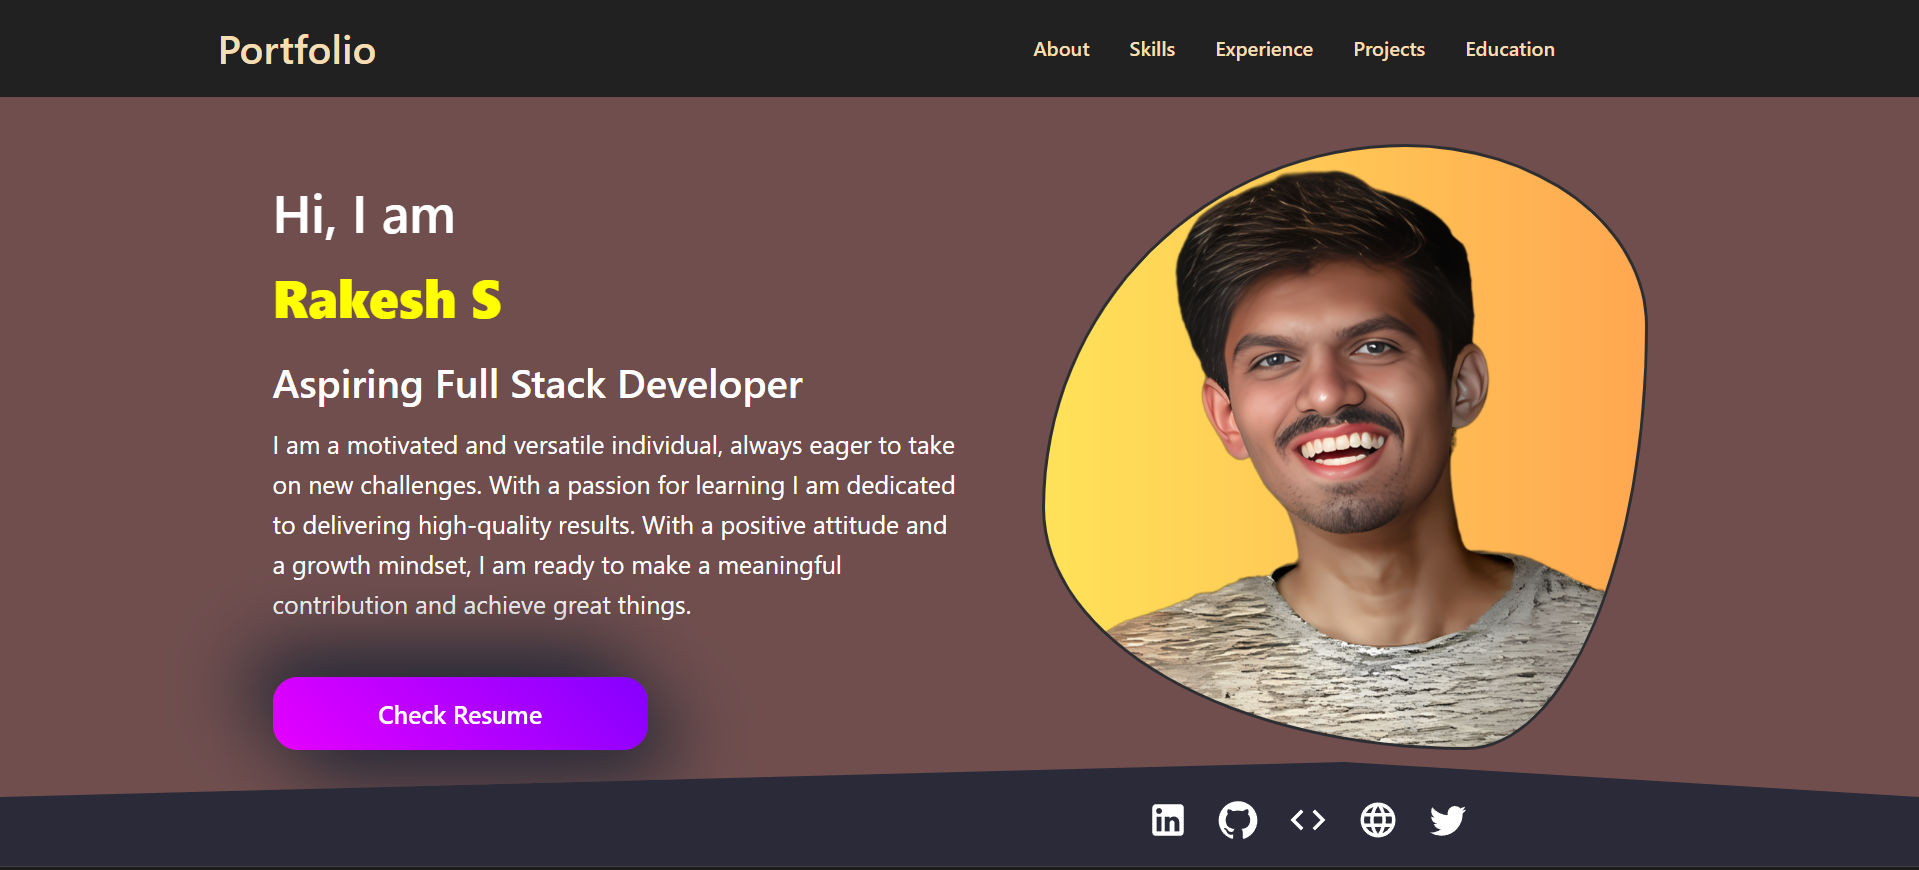 Portfolio
About Skills Experience Projects Education
Hi, I am
Rakesh S
Aspiring Full Stack Developer
I am a motivated and versatile individual, always eager to take
on new challenges. With a passion for learning I am dedicated
to delivering high-quality results. With a positive attitude and
a growth mindset, I am ready to make a meaningful
contribution and achieve great things.
Check Resume
in